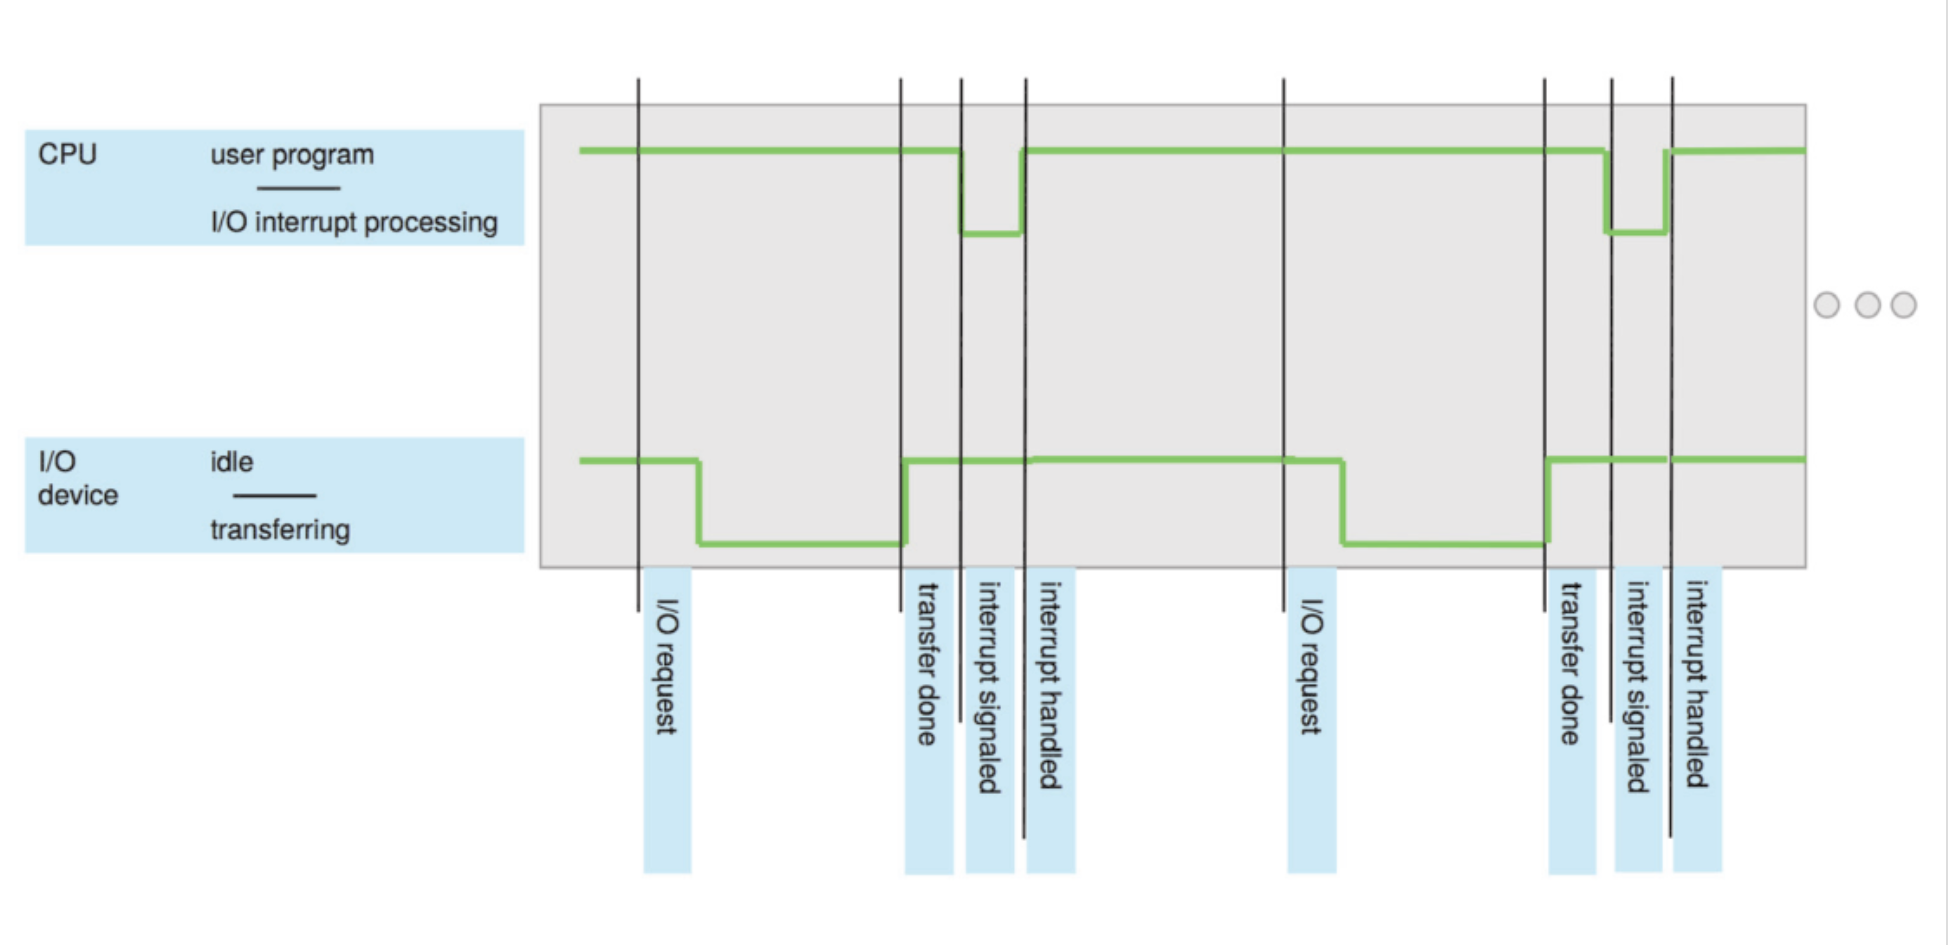 CPU
user program
I/O interrupt processing
I/O
device
idle
transferring
I/O request
transfer done
interrupt signaled
interrupt handled
I/O request
transfer done
interrupt signaled
interrupt handled